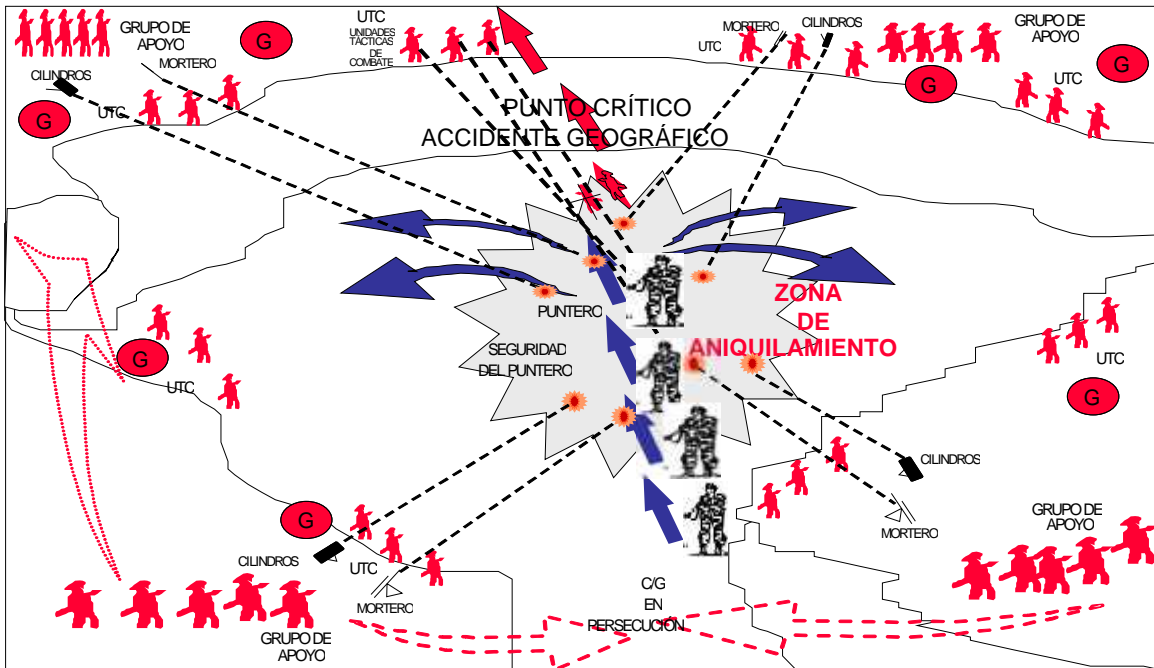 GRUPO DE
APOYO
G
CILINDROS
MORTERO
G
UTC
UTC
UNIDADES
TÁCTICAS
DE
COMBATE
MORTERO
CILINDROS
UTC
GRUPO DE
APOYO
G
G
UTC
PUNTO CRÍTICO
ACCIDENTE GEOGRÁFICO
PUNTERO
SEGURIDAD
DEL PUNTERO
ZONA
DE
ANIQUILAMIENTO
G
UTC
UTC
G
CILINDROS
MORTERO
GRUPO DE
APOYO
G
CILINDROS
UTC
MORTERO
GRUPO DE
APOYO
C/G
EN
PERSECUCIÓN